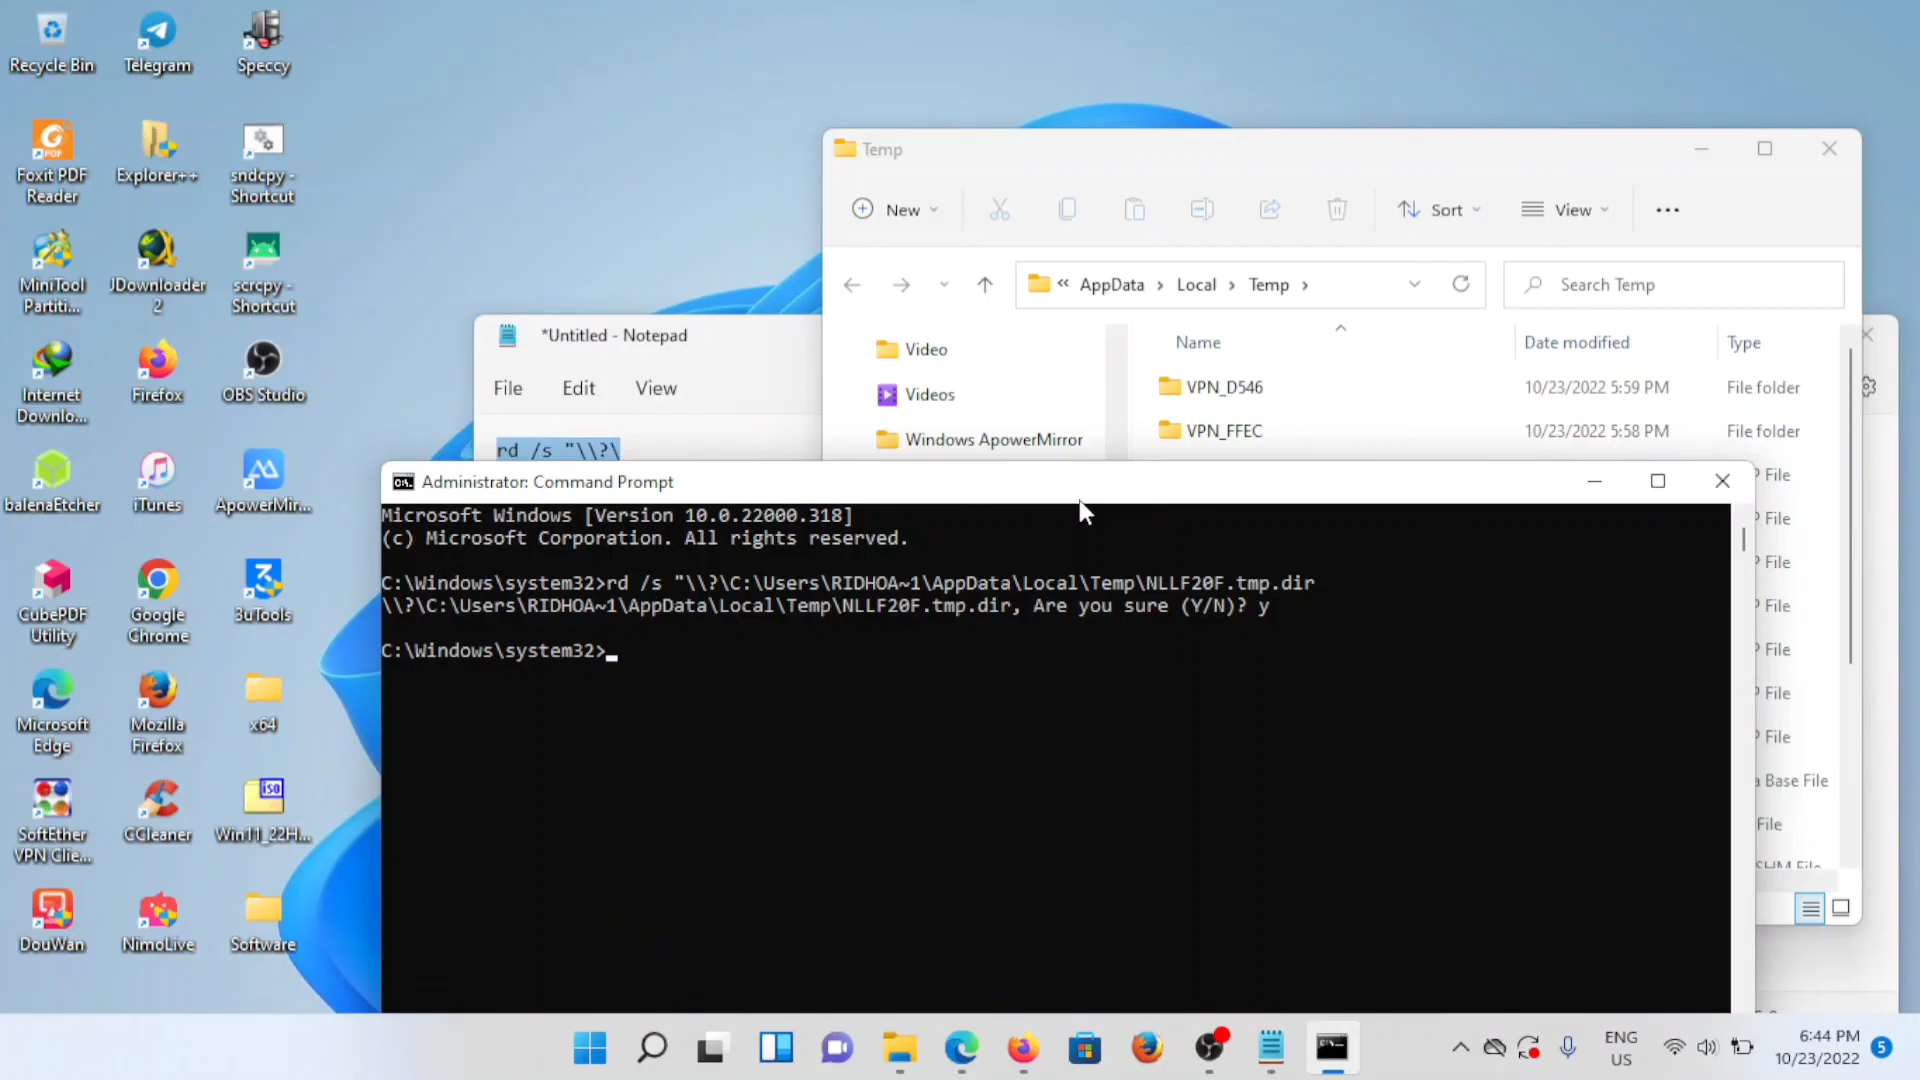 Recycle Bin
Telegram
Speccy
Foxit PDF
Reader
Explorer++
sndcpy -
Shortcut
MiniTool
Partiti...
JDownloader
2
scrcpy -
Shortcut
Internet
Downlo...
Firefox
OBS Studio
balenaEtcher
iTunes
ApowerMir...
CubePDF
Utility
Google
Chrome
3uTools
Microsoft
Edge
Mozilla
Firefox
x64
SoftEther
VPN Clie...
CCleaner
ISO
Win11_22H...
DouWan
NimoLive
Software
Temp
New
Sort
View
« AppData > Local > Temp >
Search Temp
Video
Videos
Windows ApowerMirror
Name
Date modified
Type
VPN_D546
10/23/2022 5:59 PM
File folder
VPN_FFEC
10/23/2022 5:58 PM
File folder
File
File
File
File
File
File
File
a Base File
File
*Untitled - Notepad
File
Edit
View
rd /s "\\?\
Administrator: Command Prompt
Microsoft Windows [Version 10.0.22000.318]
(c) Microsoft Corporation. All rights reserved.
C:\Windows\system32>rd /s "\\?\C:\Users\RIDHOA~1\AppData\Local\Temp\NLLF20F.tmp.dir
\\?\C:\Users\RIDHOA~1\AppData\Local\Temp\NLLF20F.tmp.dir, Are you sure (Y/N)? y
C:\Windows\system32>
ENG
US
6:44 PM
10/23/2022
5